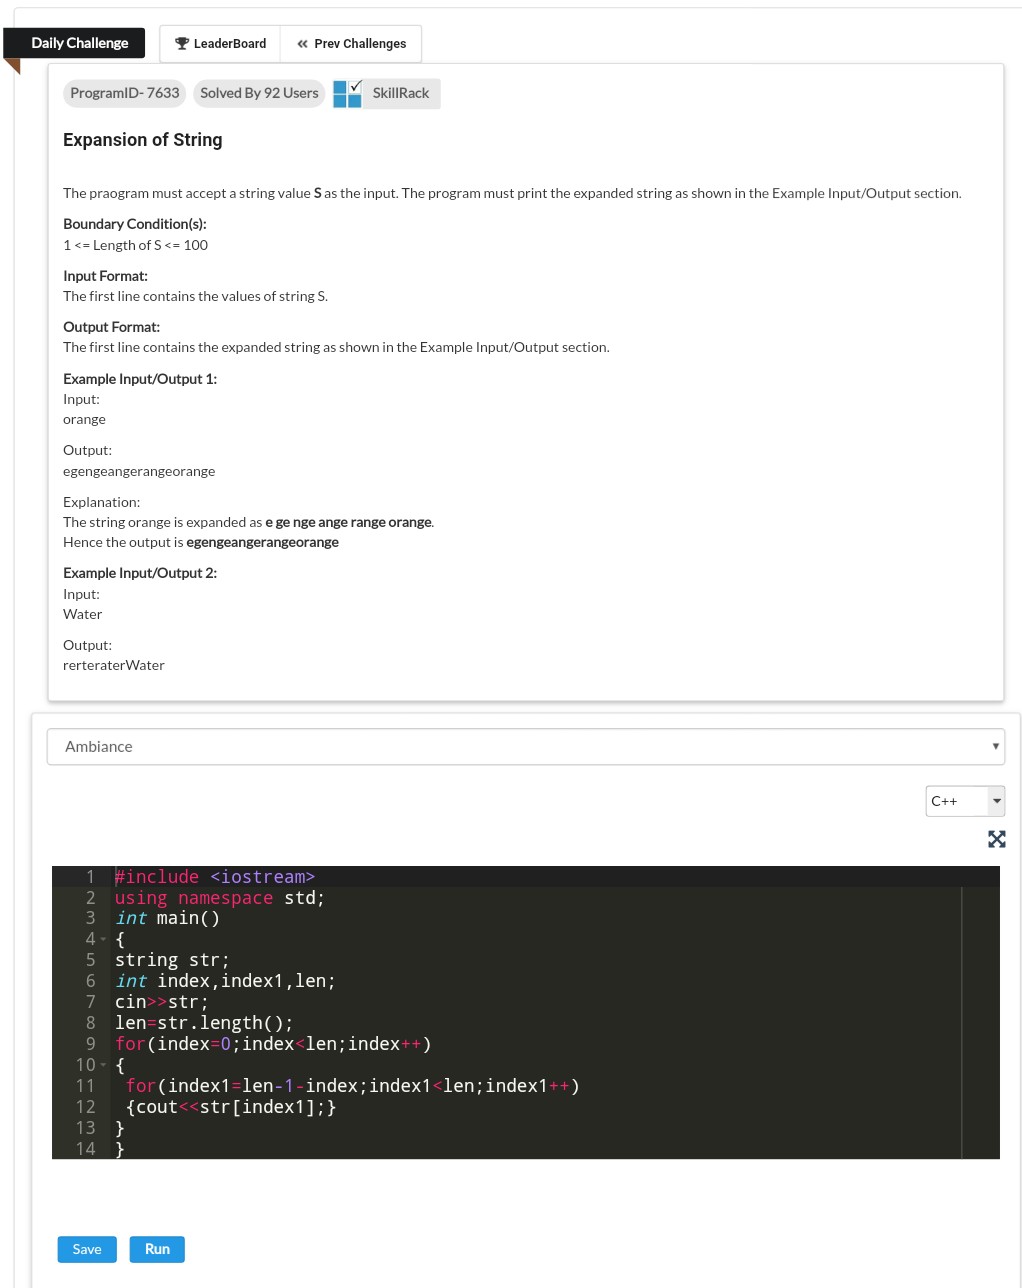 Daily Challenge LeaderBoard Prev Challenges
ProgramID- 7633 Solved By 92 Users SkillRack
Expansion of String
The praogram must accept a string value S as the input. The program must print the expanded string as shown in the Example Input/Output section.
Boundary Condition(s):
1 <= Length of S <= 100
Input Format:
The first line contains the values of string S.
Output Format:
The first line contains the expanded string as shown in the Example Input/Output section.
Example Input/Output 1:
Input:
orange
Output:
egengeangerangeorange
Explanation:
The string orange is expanded as e ge nge ange range orange.
Hence the output is egengeangerangeorange
Example Input/Output 2:
Input:
Water
Output:
rerteraterWater
Ambiance
C++
1 #include <iostream>
2 using namespace std;
3 int main()
4 {
5 string str;
6 int index,index1,len;
7 cin>>str;
8 len=str.length();
9 for(index=0;index<len;index++)
10 {
11 for(index1=len-1-index;index1<len;index1++)
12 {cout<<str[index1];}
13 }
14 }
Save Run